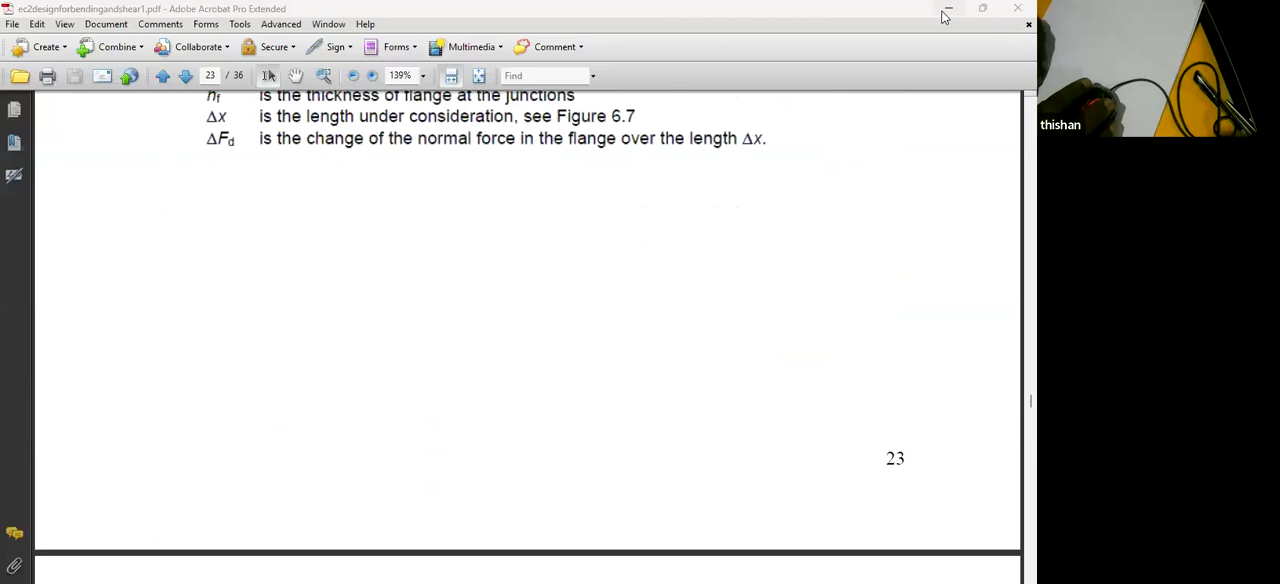 ec2designforbendingandshear1.pdf - Adobe Acrobat Pro Extended
File Edit View Document Comments Forms Tools Advanced Window Help
Create Combine Collaborate Secure Sign Forms Multimedia Comment
23 / 36 139% Find
hf is the thickness of flange at the junctions
Δx is the length under consideration, see Figure 6.7
ΔFd is the change of the normal force in the flange over the length Δx.
23
thishan